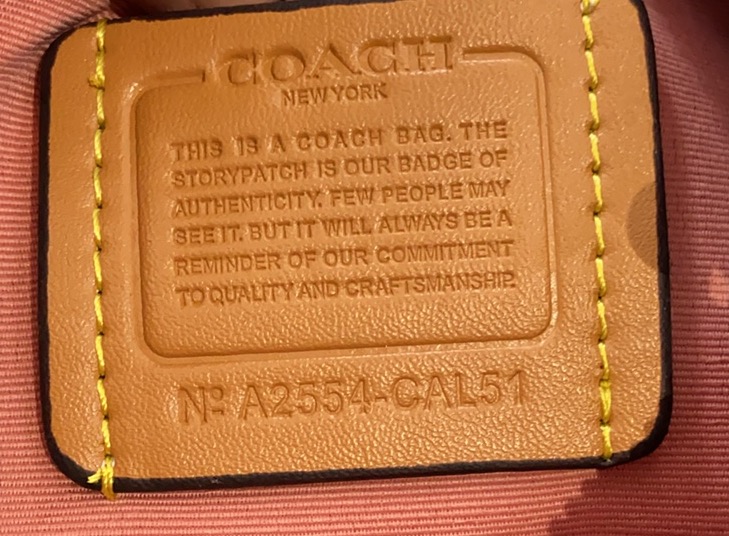 COACH
NEW YORK
THIS IS A COACH BAG. THE
STORYPATCH IS OUR BADGE OF
AUTHENTICITY. FEW PEOPLE MAY
SEE IT. BUT IT WILL ALWAYS BE A
REMINDER OF OUR COMMITMENT
TO QUALITY AND CRAFTSMANSHIP.
Nº A2554-CAL51